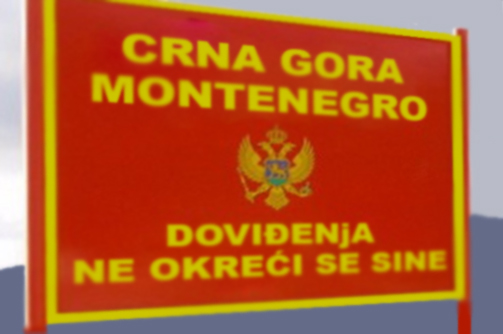 CRNA GORA
MONTENEGRO
DOVIĐENjA
NE OKREĆI SE SINE